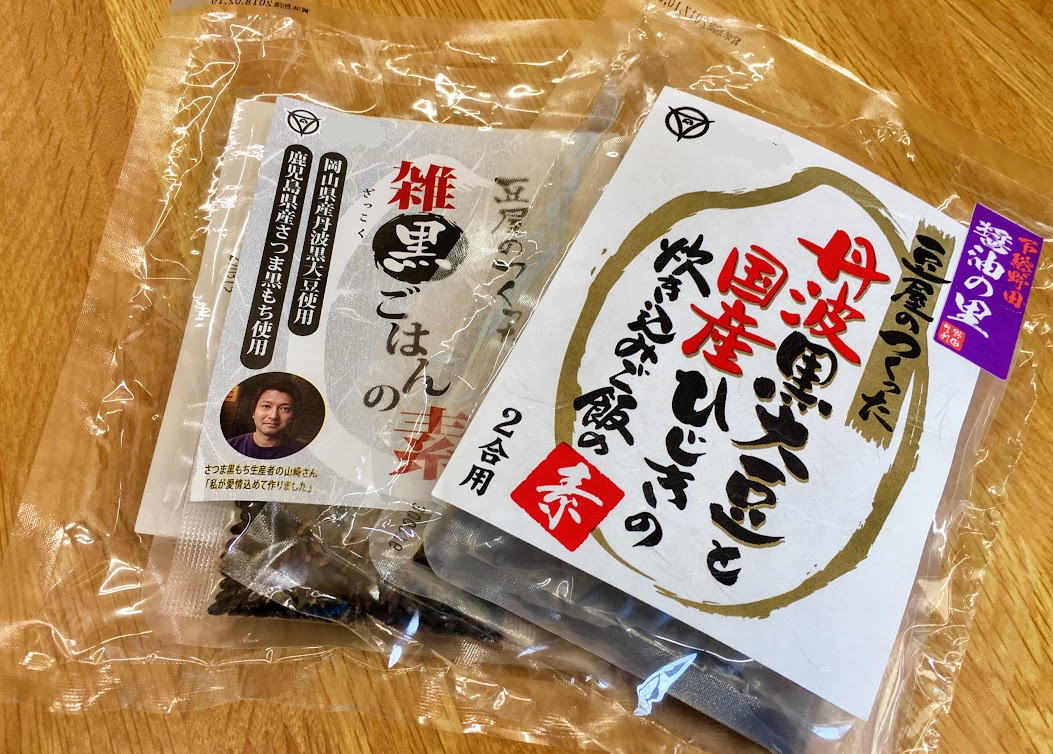 2018.02.19
岡山県産丹波黒大豆使用
鹿児島県産さつま黒もち使用
豆屋のつくった
雑黒ごはんの素
ざっこく
さつま黒もち生産者の山崎さん
「私が愛情込めて作りました」
豆屋のつくった
丹波黒大豆と
国産ひじきの
炊き込みご飯の
素
2合用
下総野田
醤油の里